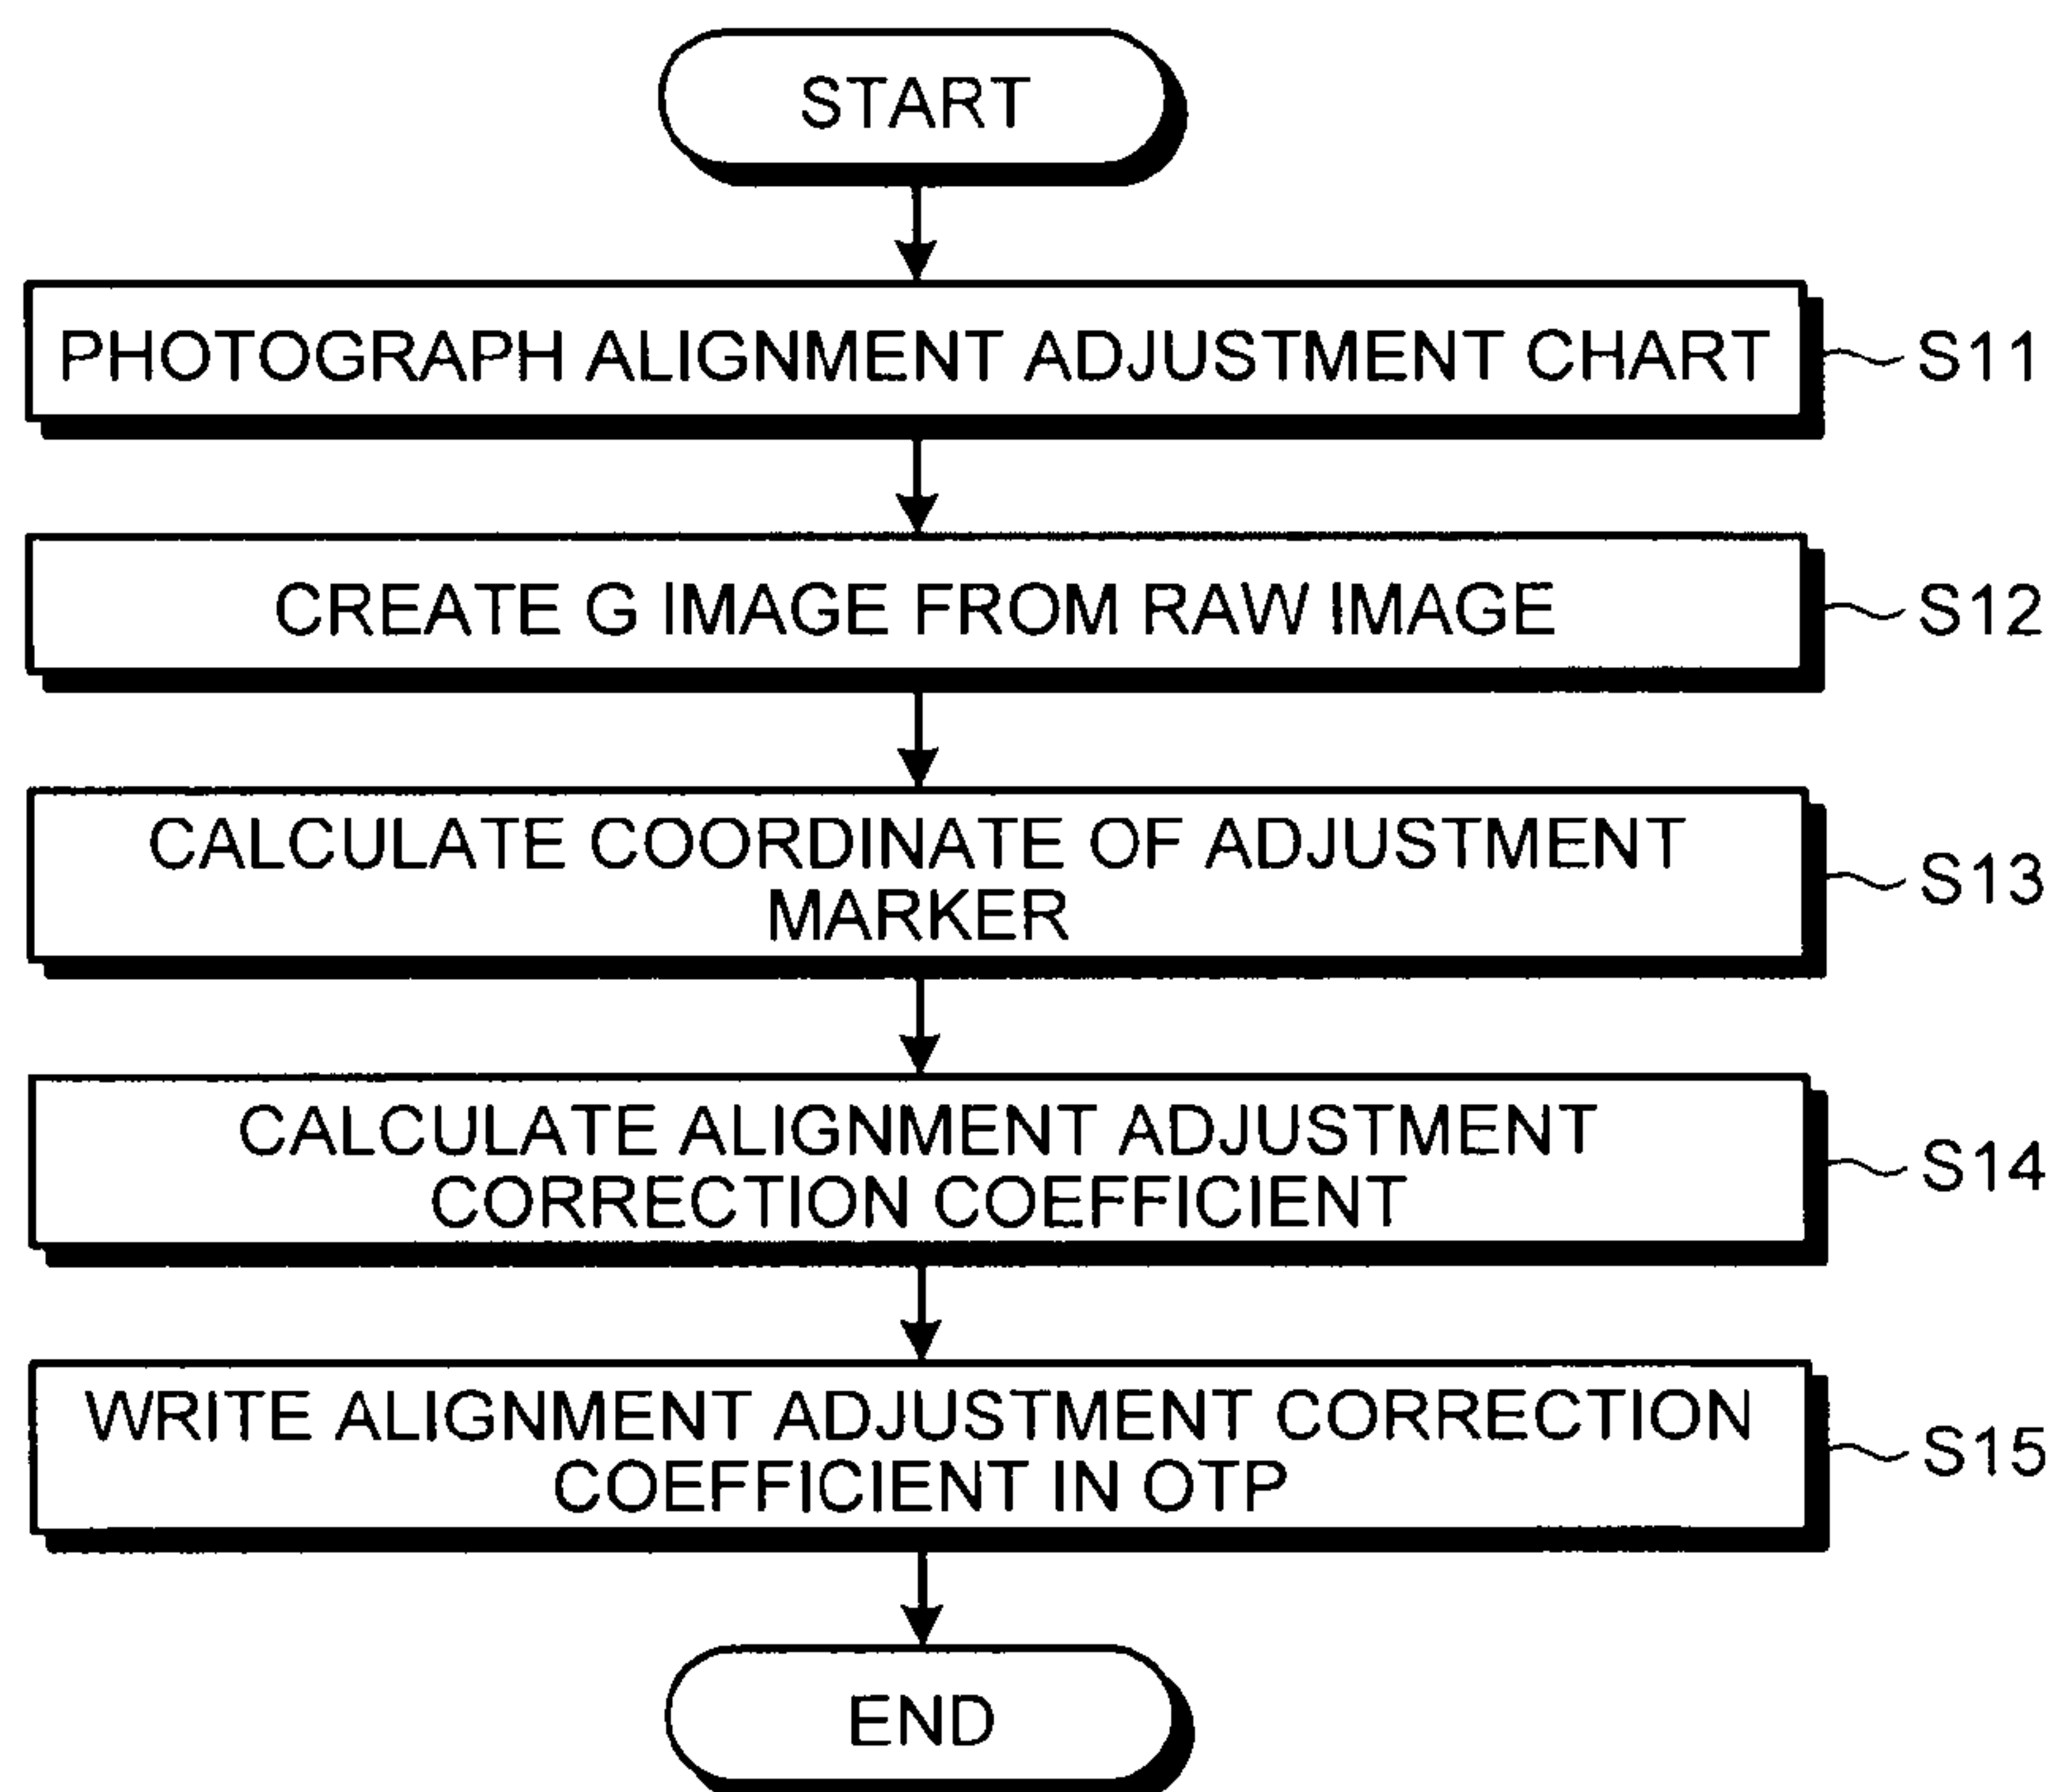 START
PHOTOGRAPH ALIGNMENT ADJUSTMENT CHART
S11
CREATE G IMAGE FROM RAW IMAGE
S12
CALCULATE COORDINATE OF ADJUSTMENT
MARKER
S13
CALCULATE ALIGNMENT ADJUSTMENT
CORRECTION COEFFICIENT
S14
WRITE ALIGNMENT ADJUSTMENT CORRECTION
COEFFICIENT IN OTP
S15
END